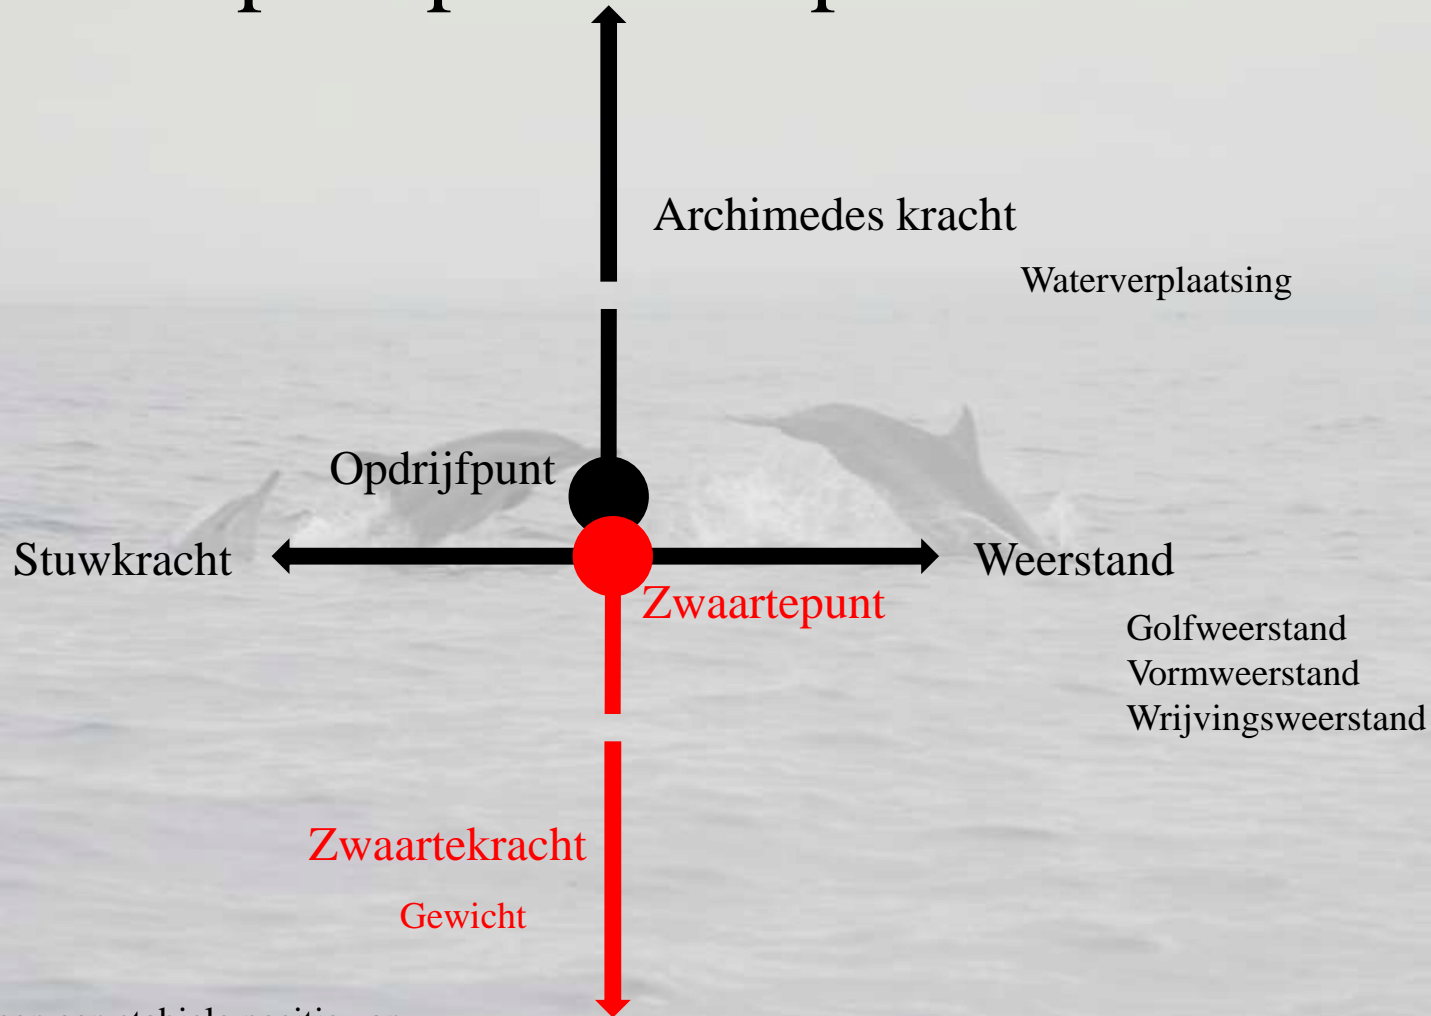 Archimedes kracht
Waterverplaatsing
Opdrijfpunt
Stuwkracht
Weerstand
Zwaartepunt
Golfweerstand
Vormweerstand
Wrijvingsweerstand
Zwaartekracht
Gewicht